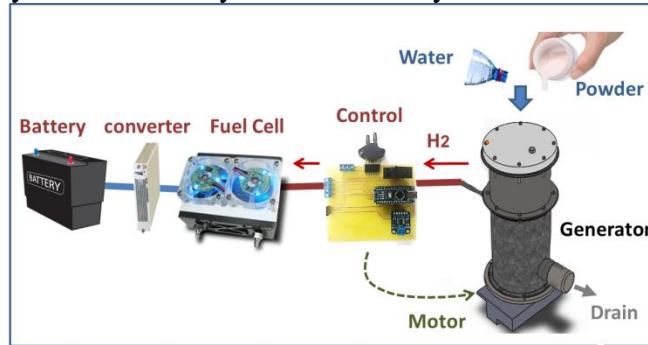 Water
Powder
Battery
converter
Fuel Cell
Control
H2
BATTERY
Generator
Motor
Drain